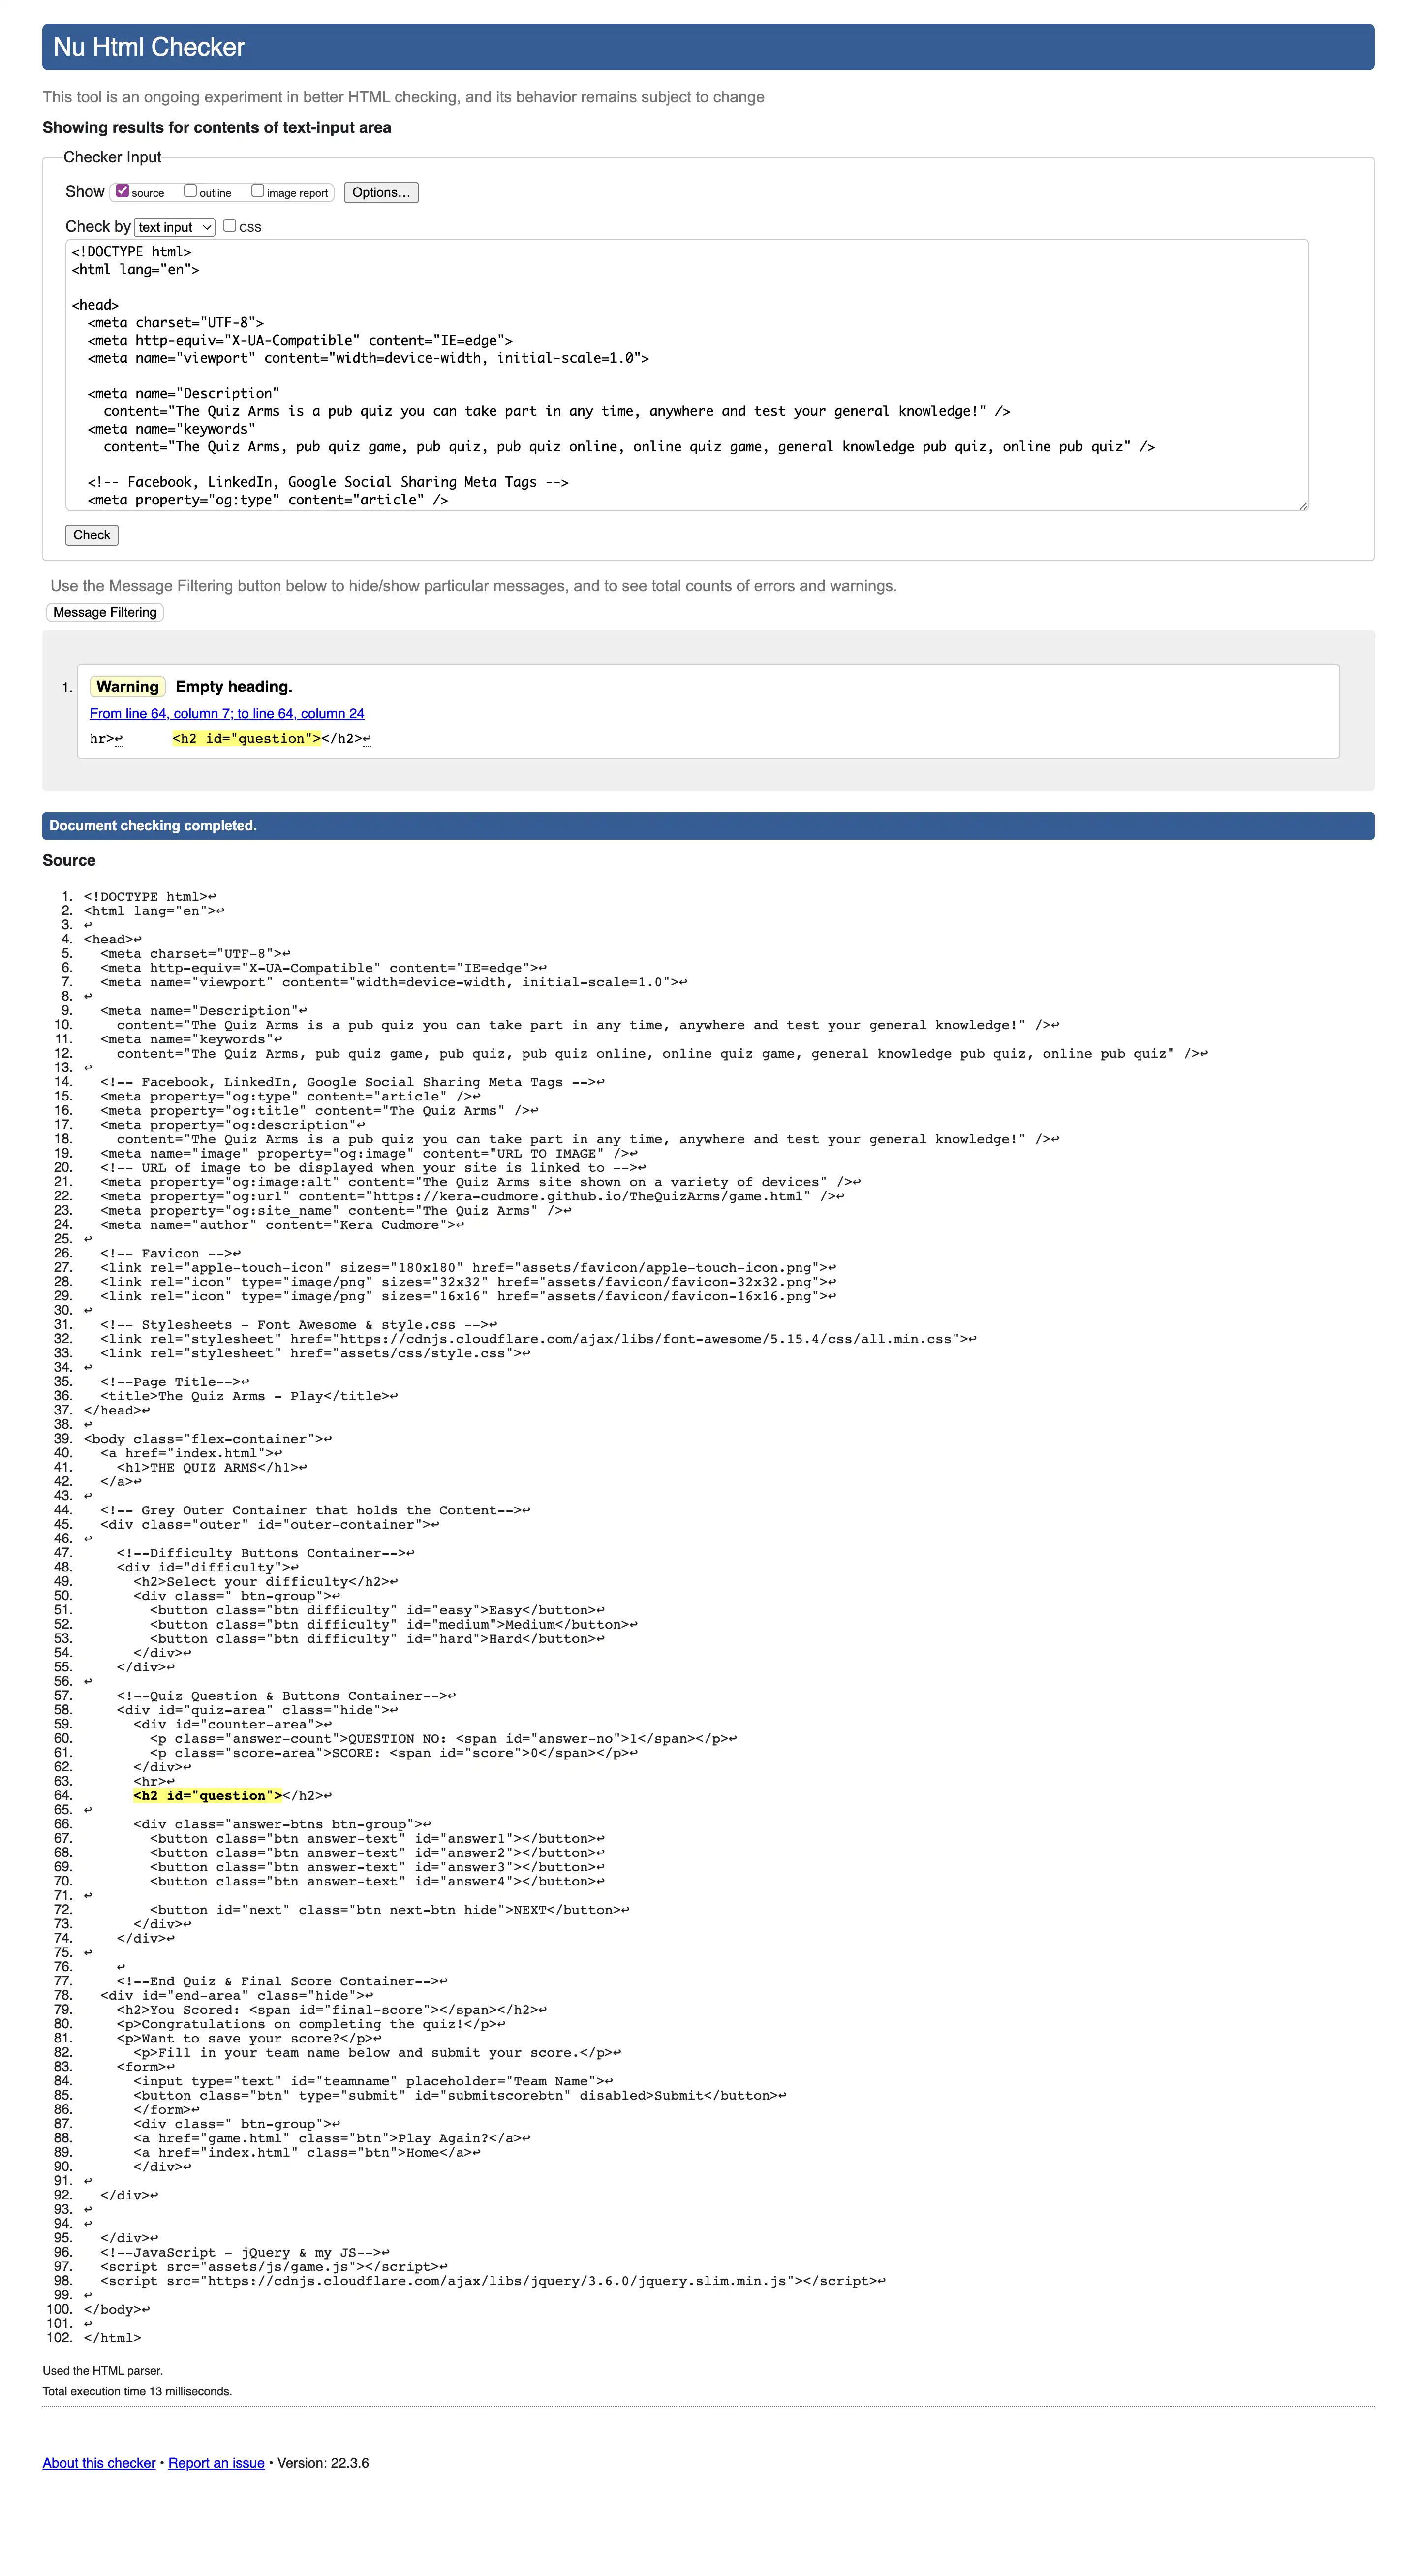 Nu Html Checker
This tool is an ongoing experiment in better HTML checking, and its behavior remains subject to change
Showing results for contents of text-input area
Checker Input
Show source outline image report Options...
Check by text input CSS
<!DOCTYPE html>
<html lang="en">
<head>
<meta charset="UTF-8">
<meta http-equiv="X-UA-Compatible" content="IE=edge">
<meta name="viewport" content="width=device-width, initial-scale=1.0">
<meta name="Description"
content="The Quiz Arms is a pub quiz you can take part in any time, anywhere and test your general knowledge!" />
<meta name="keywords"
content="The Quiz Arms, pub quiz game, pub quiz, pub quiz online, online quiz game, general knowledge pub quiz, online pub quiz" />
<!-- Facebook, LinkedIn, Google Social Sharing Meta Tags -->
<meta property="og:type" content="article" />
Check
Use the Message Filtering button below to hide/show particular messages, and to see total counts of errors and warnings.
Message Filtering
1. Warning Empty heading.
From line 64, column 7; to line 64, column 24
hr>↩ <h2 id="question"></h2>↩
Document checking completed.
Source
1. <!DOCTYPE html>↩
2. <html lang="en">↩
3. ↩
4. <head>↩
5. <meta charset="UTF-8">↩
6. <meta http-equiv="X-UA-Compatible" content="IE=edge">↩
7. <meta name="viewport" content="width=device-width, initial-scale=1.0">↩
8. ↩
9. <meta name="Description"↩
10. content="The Quiz Arms is a pub quiz you can take part in any time, anywhere and test your general knowledge!" />↩
11. <meta name="keywords"↩
12. content="The Quiz Arms, pub quiz game, pub quiz, pub quiz online, online quiz game, general knowledge pub quiz, online pub quiz" />↩
13. ↩
14. <!-- Facebook, LinkedIn, Google Social Sharing Meta Tags -->↩
15. <meta property="og:type" content="article" />↩
16. <meta property="og:title" content="The Quiz Arms" />↩
17. <meta property="og:description"↩
18. content="The Quiz Arms is a pub quiz you can take part in any time, anywhere and test your general knowledge!" />↩
19. <meta name="image" property="og:image" content="URL TO IMAGE" />↩
20. <!-- URL of image to be displayed when your site is linked to -->↩
21. <meta property="og:image:alt" content="The Quiz Arms site shown on a variety of devices" />↩
22. <meta property="og:url" content="https://kera-cudmore.github.io/TheQuizArms/game.html" />↩
23. <meta property="og:site_name" content="The Quiz Arms" />↩
24. <meta name="author" content="Kera Cudmore">↩
25. ↩
26. <!-- Favicon -->↩
27. <link rel="apple-touch-icon" sizes="180x180" href="assets/favicon/apple-touch-icon.png">↩
28. <link rel="icon" type="image/png" sizes="32x32" href="assets/favicon/favicon-32x32.png">↩
29. <link rel="icon" type="image/png" sizes="16x16" href="assets/favicon/favicon-16x16.png">↩
30. ↩
31. <!-- Stylesheets - Font Awesome & style.css -->↩
32. <link rel="stylesheet" href="https://cdnjs.cloudflare.com/ajax/libs/font-awesome/5.15.4/css/all.min.css">↩
33. <link rel="stylesheet" href="assets/css/style.css">↩
34. ↩
35. <!--Page Title-->↩
36. <title>The Quiz Arms - Play</title>↩
37. </head>↩
38. ↩
39. <body class="flex-container">↩
40. <a href="index.html">↩
41. <h1>THE QUIZ ARMS</h1>↩
42. </a>↩
43. ↩
44. <!-- Grey Outer Container that holds the Content-->↩
45. <div class="outer" id="outer-container">↩
46. ↩
47. <!--Difficulty Buttons Container-->↩
48. <div id="difficulty">↩
49. <h2>Select your difficulty</h2>↩
50. <div class=" btn-group">↩
51. <button class="btn difficulty" id="easy">Easy</button>↩
52. <button class="btn difficulty" id="medium">Medium</button>↩
53. <button class="btn difficulty" id="hard">Hard</button>↩
54. </div>↩
55. </div>↩
56. ↩
57. <!--Quiz Question & Buttons Container-->↩
58. <div id="quiz-area" class="hide">↩
59. <div id="counter-area">↩
60. <p class="answer-count">QUESTION NO: <span id="answer-no">1</span></p>↩
61. <p class="score-area">SCORE: <span id="score">0</span></p>↩
62. </div>↩
63. <hr>↩
64. <h2 id="question"></h2>↩
65. ↩
66. <div class="answer-btns btn-group">↩
67. <button class="btn answer-text" id="answer1"></button>↩
68. <button class="btn answer-text" id="answer2"></button>↩
69. <button class="btn answer-text" id="answer3"></button>↩
70. <button class="btn answer-text" id="answer4"></button>↩
71. ↩
72. <button id="next" class="btn next-btn hide">NEXT</button>↩
73. </div>↩
74. </div>↩
75. ↩
76. ↩
77. <!--End Quiz & Final Score Container-->↩
78. <div id="end-area" class="hide">↩
79. <h2>You Scored: <span id="final-score"></span></h2>↩
80. <p>Congratulations on completing the quiz!</p>↩
81. <p>Want to save your score?</p>↩
82. <p>Fill in your team name below and submit your score.</p>↩
83. <form>↩
84. <input type="text" id="teamname" placeholder="Team Name">↩
85. <button class="btn" type="submit" id="submitscorebtn" disabled>Submit</button>↩
86. </form>↩
87. <div class=" btn-group">↩
88. <a href="game.html" class="btn">Play Again?</a>↩
89. <a href="index.html" class="btn">Home</a>↩
90. </div>↩
91. ↩
92. </div>↩
93. ↩
94. ↩
95. </div>↩
96. <!--JavaScript - jQuery & my JS-->↩
97. <script src="assets/js/game.js"></script>↩
98. <script src="https://cdnjs.cloudflare.com/ajax/libs/jquery/3.6.0/jquery.slim.min.js"></script>↩
99. ↩
100. </body>↩
101. ↩
102. </html>
Used the HTML parser.
Total execution time 13 milliseconds.
About this checker • Report an issue • Version: 22.3.6